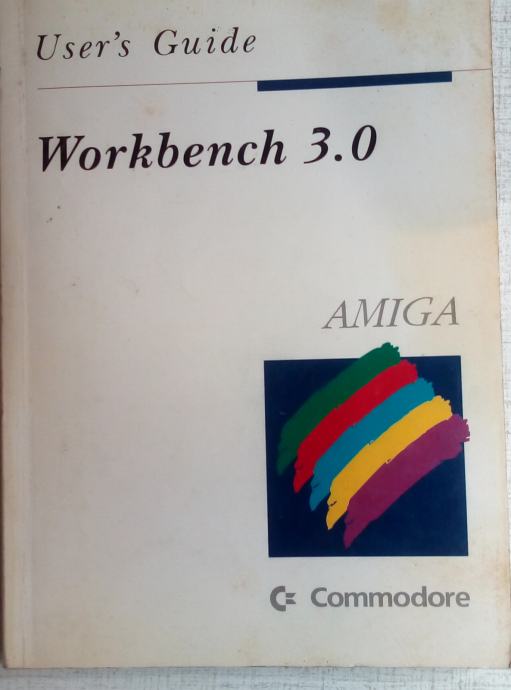 User's Guide
Workbench 3.0
AMIGA
Commodore